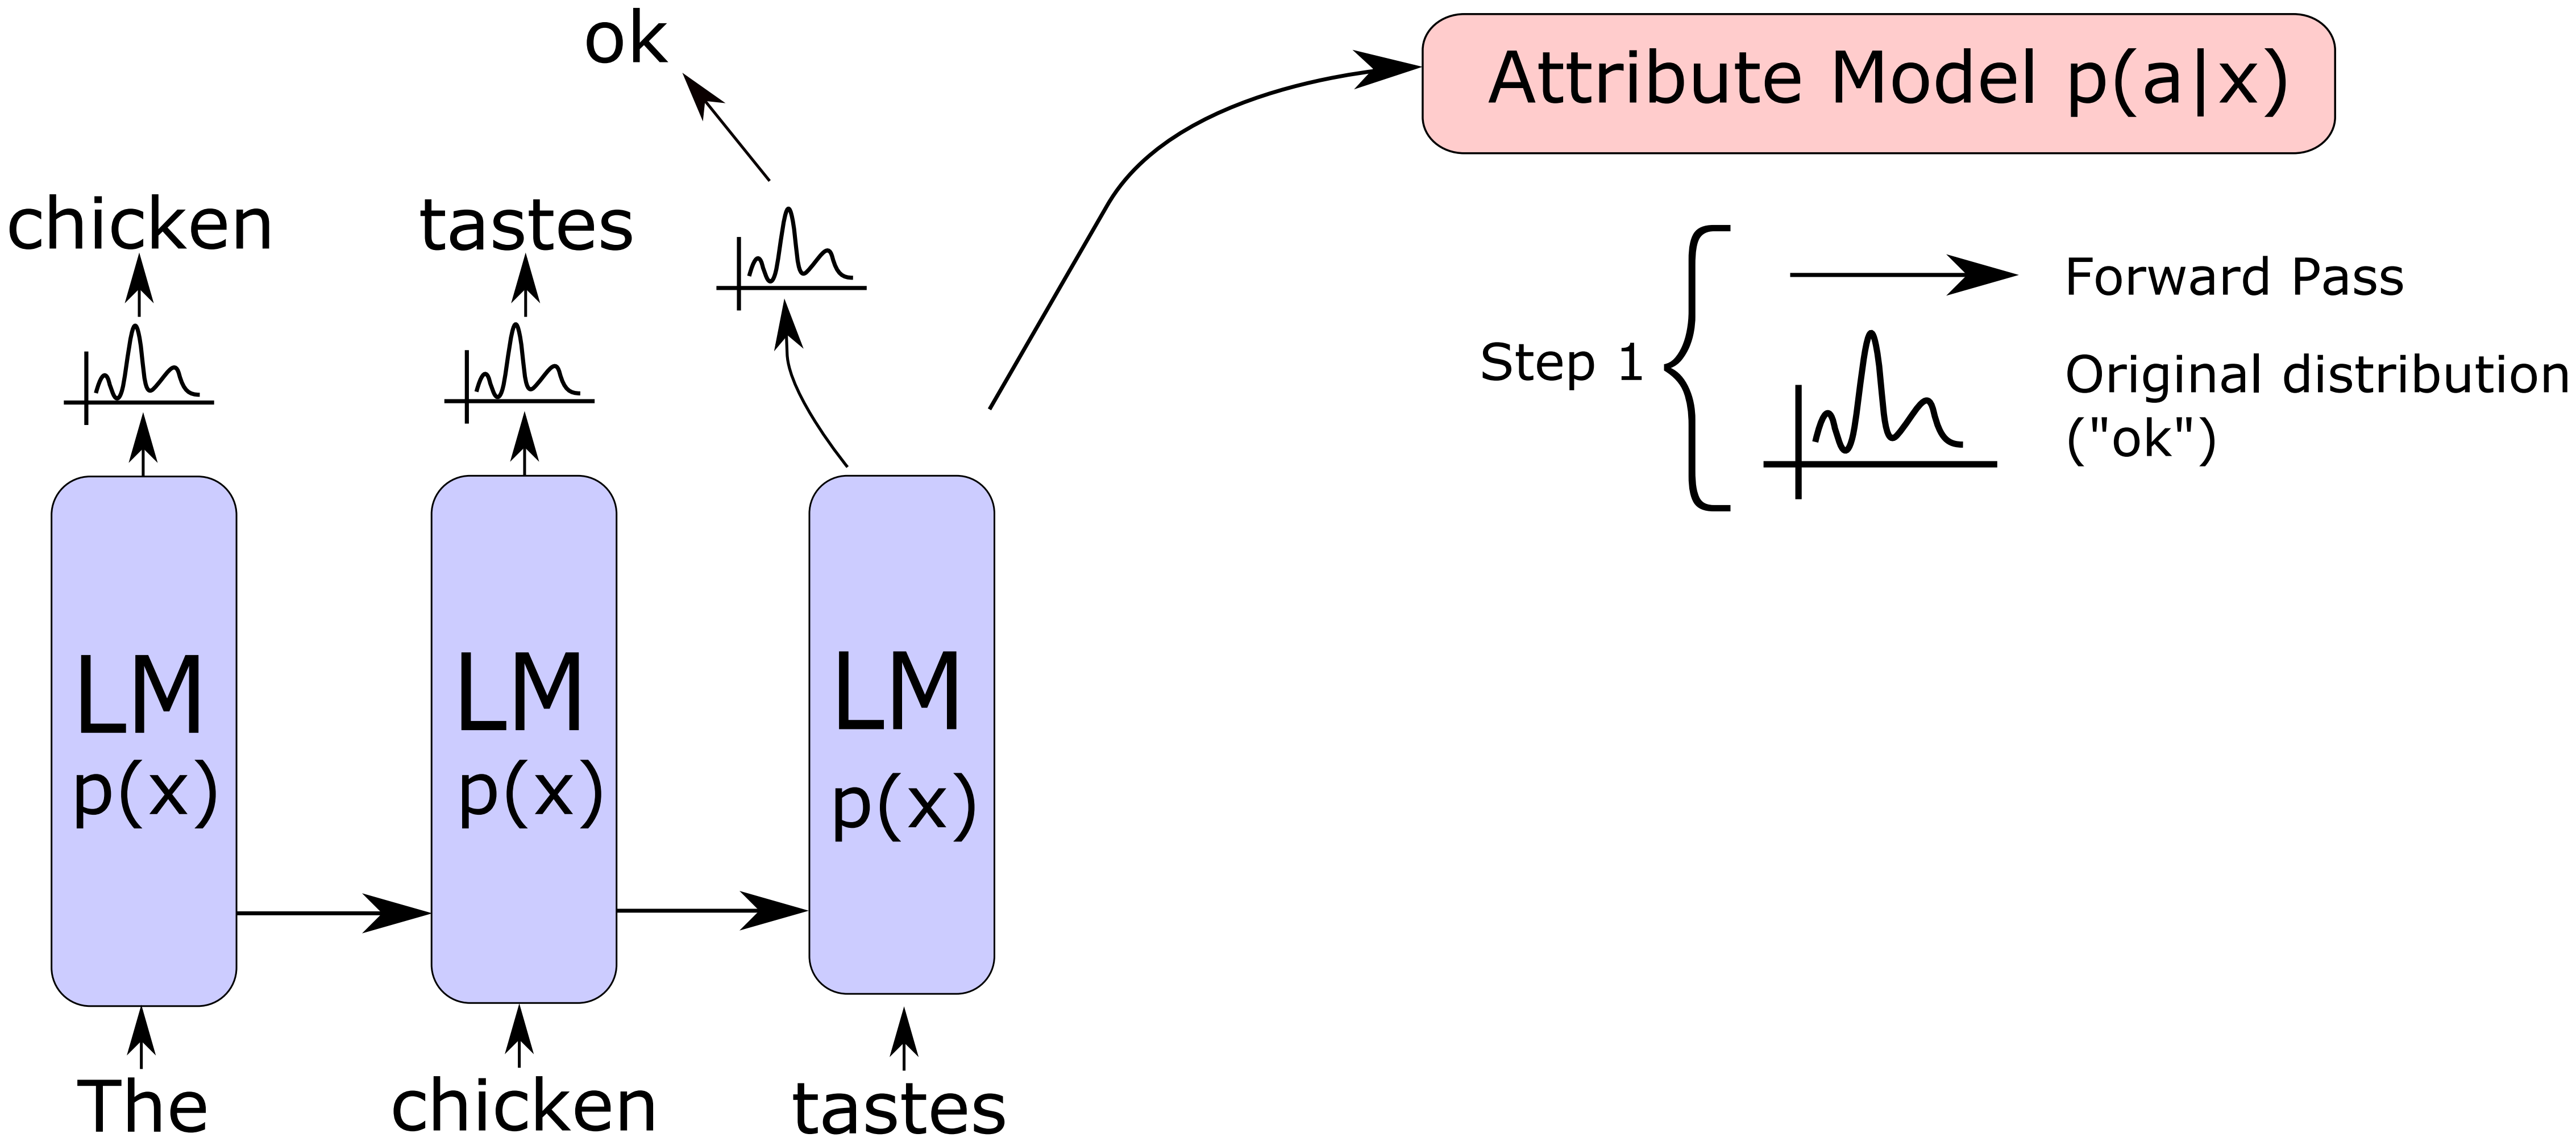 ok
Attribute Model p(a|x)
chicken
tastes
Forward Pass
Step 1
Original distribution
("ok")
LM
p(x)
LM
p(x)
LM
p(x)
The
chicken
tastes